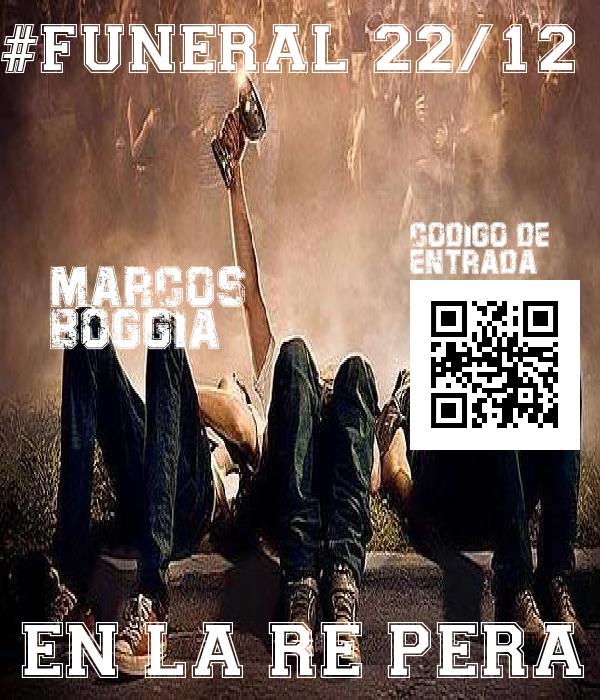 #FUNERAL 22/12
CODIGO DE
ENTRADA
MARCOS
BOGGIA
EN LA RE PERA